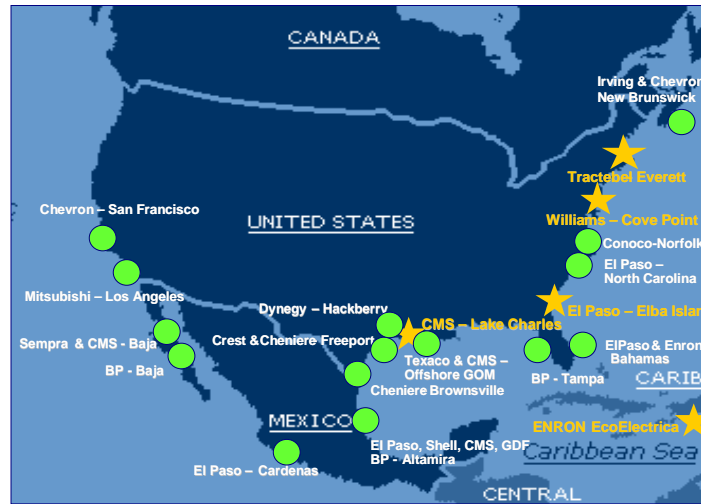 CANADA
Irving & Chevron
New Brunswick
Tractebel Everett
Chevron – San Francisco
Williams – Cove Point
UNITED STATES
Conoco-Norfolk
El Paso –
North Carolina
Mitsubishi – Los Angeles
Dynegy – Hackberry
El Paso – Elba Islan
CMS – Lake Charles
Sempra & CMS - Baja
Crest &Cheniere Freeport
ElPaso & Enron
Bahamas
BP - Baja
Texaco & CMS –
Offshore GOM
BP - Tampa
CARIB
Cheniere Brownsville
MEXICO
ENRON EcoElectrica
El Paso, Shell, CMS, GDF
BP - Altamira
Caribbean Sea
El Paso – Cardenas
CENTRAL